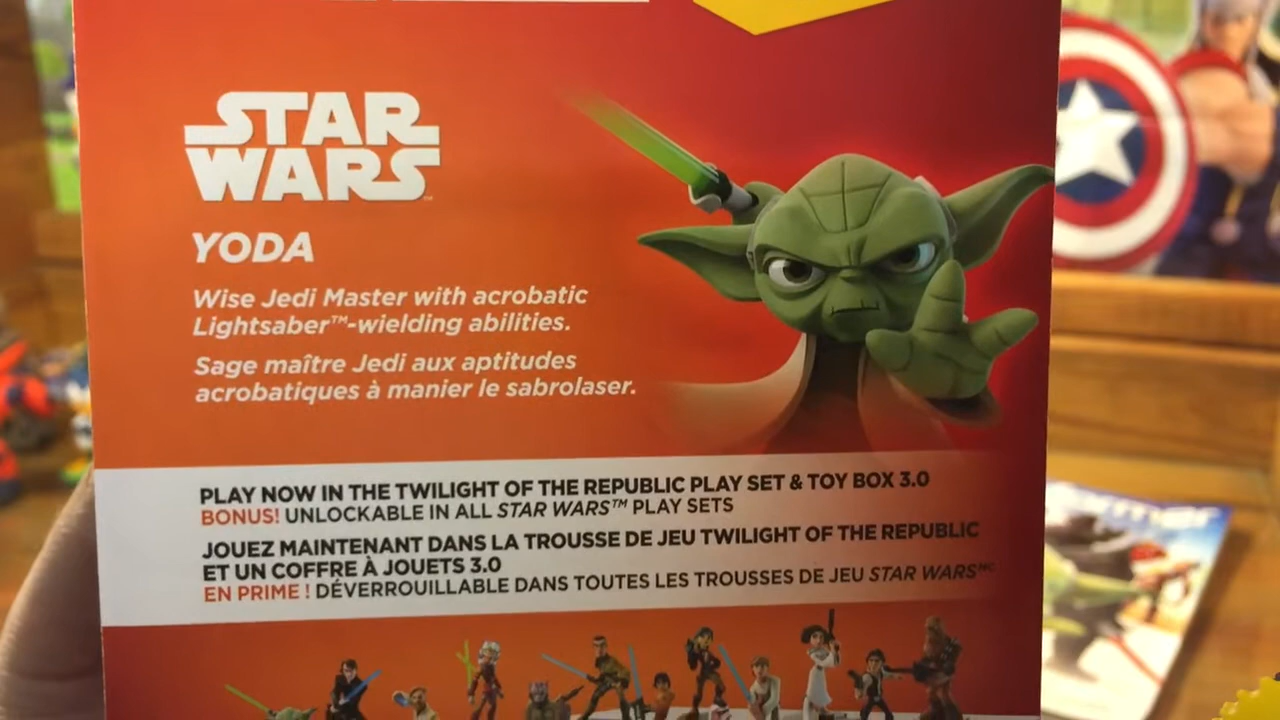 STAR
WARS
YODA
Wise Jedi Master with acrobatic
Lightsaber™-wielding abilities.
Sage maître Jedi aux aptitudes
acrobatiques à manier le sabrolaser.
PLAY NOW IN THE TWILIGHT OF THE REPUBLIC PLAY SET & TOY BOX 3.0
BONUS! UNLOCKABLE IN ALL STAR WARS™ PLAY SETS
JOUEZ MAINTENANT DANS LA TROUSSE DE JEU TWILIGHT OF THE REPUBLIC
ET UN COFFRE À JOUETS 3.0
EN PRIME ! DÉVERROUILLABLE DANS TOUTES LES TROUSSES DE JEU STAR WARS MC